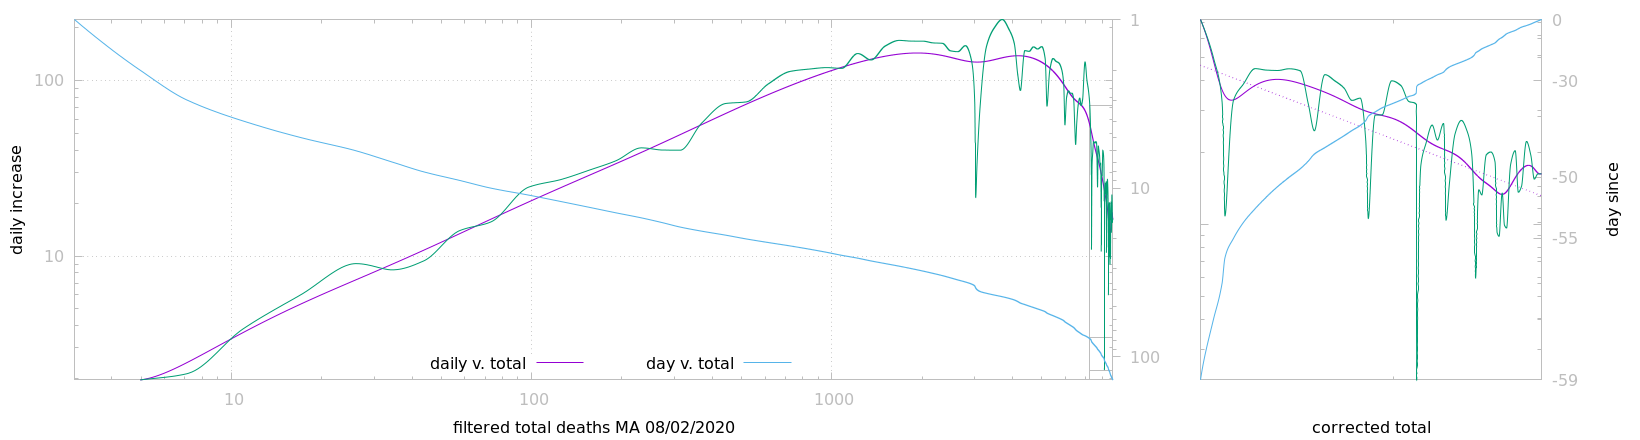 daily increase
100
10
10
100
1000
1
10
100
daily v. total
day v. total
filtered total deaths MA 08/02/2020
0
-30
-50
-55
-59
day since
corrected total